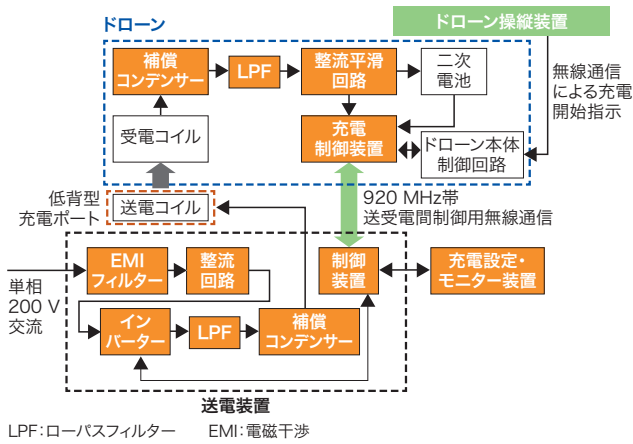 ドローン操縦装置
ドローン
補償
コンデンサー
LPF
整流平滑
回路
二次
電池
無線通信
による充電
開始指示
受電コイル
充電
制御装置
ドローン本体
制御回路
低背型
充電ポート
送電コイル
920 MHz帯
送受電間制御用無線通信
EMI
フィルター
整流
回路
制御
装置
充電設定・
モニター装置
単相
200 V
交流
イン
バーター
LPF
補償
コンデンサー
送電装置
LPF：ローパスフィルター　EMI：電磁干渉